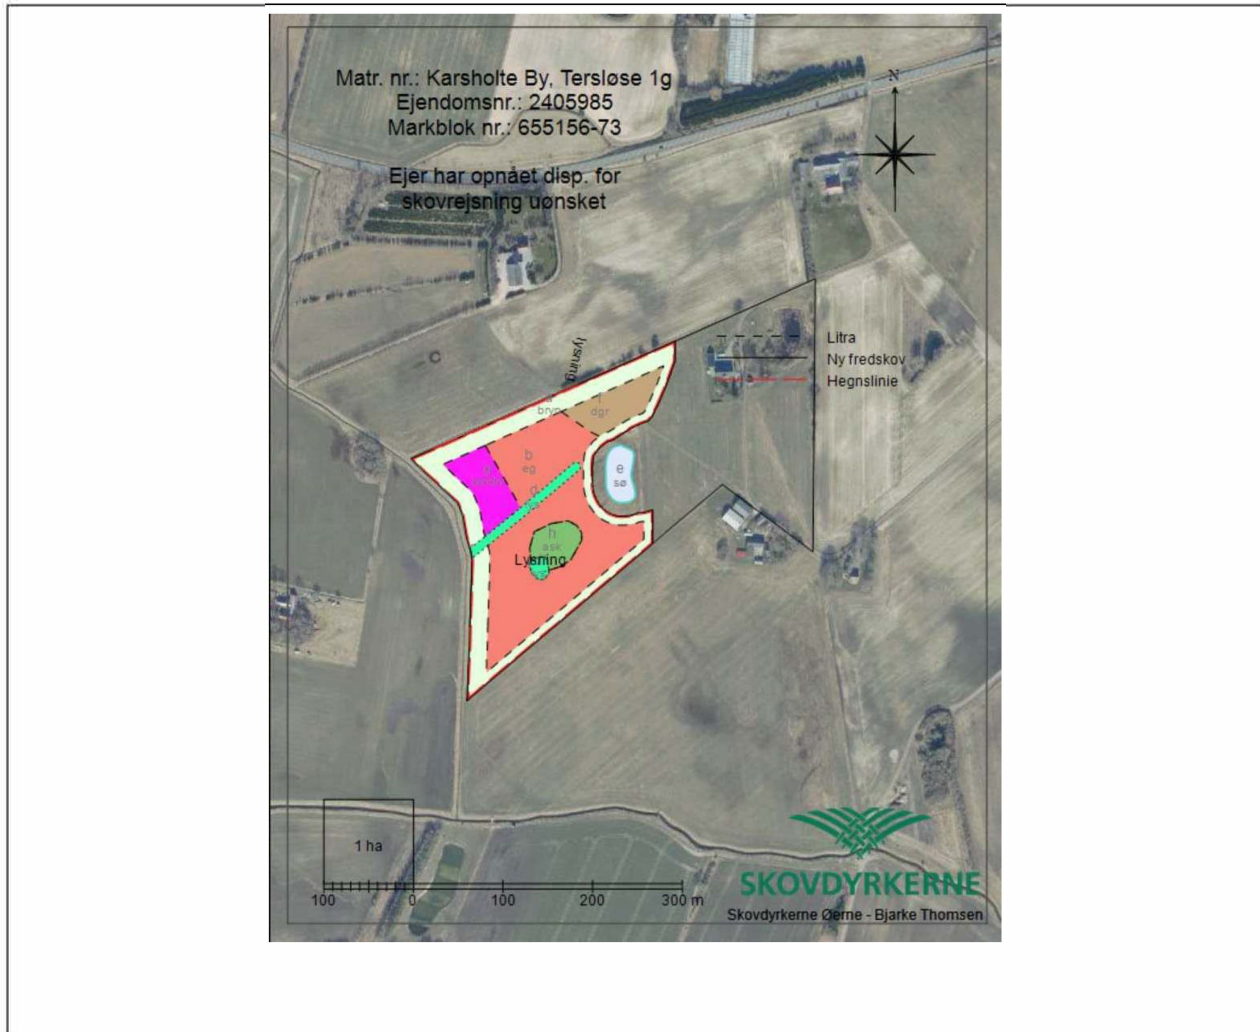 Matr. nr.: Karsholte By, Tersløse 1g
Ejendomsnr.: 2405985
Markblok nr.: 655156-73
Ejer har opnået disp. for
skovrejsning uønsket
N
Litra
Ny fredskov
Hegnslinie
lysning
c
bryn
dgr
b
eg
d
e
sø
h
ask
Lysning
1 ha
100 0 100 200 300 m
SKOVDYRKERNE
Skovdyrkerne Øerne - Bjarke Thomsen